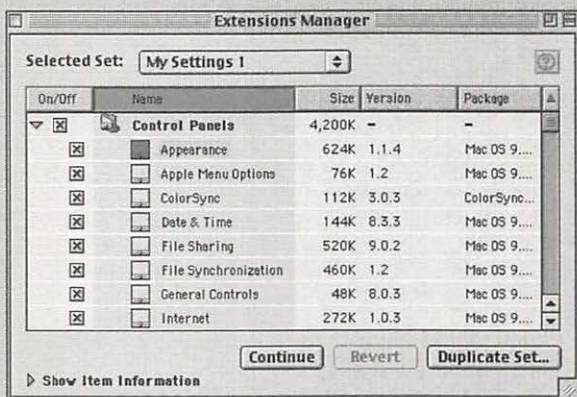 Extensions Manager
Selected Set: My Settings 1
On/Off Name Size Version Package
Control Panels 4,200K - -
Appearance 624K 1.1.4 Mac OS 9,...
Apple Menu Options 76K 1.2 Mac OS 9,...
ColorSync 112K 3.0.3 ColorSync...
Date & Time 144K 8.3.3 Mac OS 9,...
File Sharing 520K 9.0.2 Mac OS 9,...
File Synchronization 460K 1.2 Mac OS 9,...
General Controls 48K 8.0.3 Mac OS 9,...
Internet 272K 1.0.3 Mac OS 9,...
Continue Revert Duplicate Set...
Show Item Information